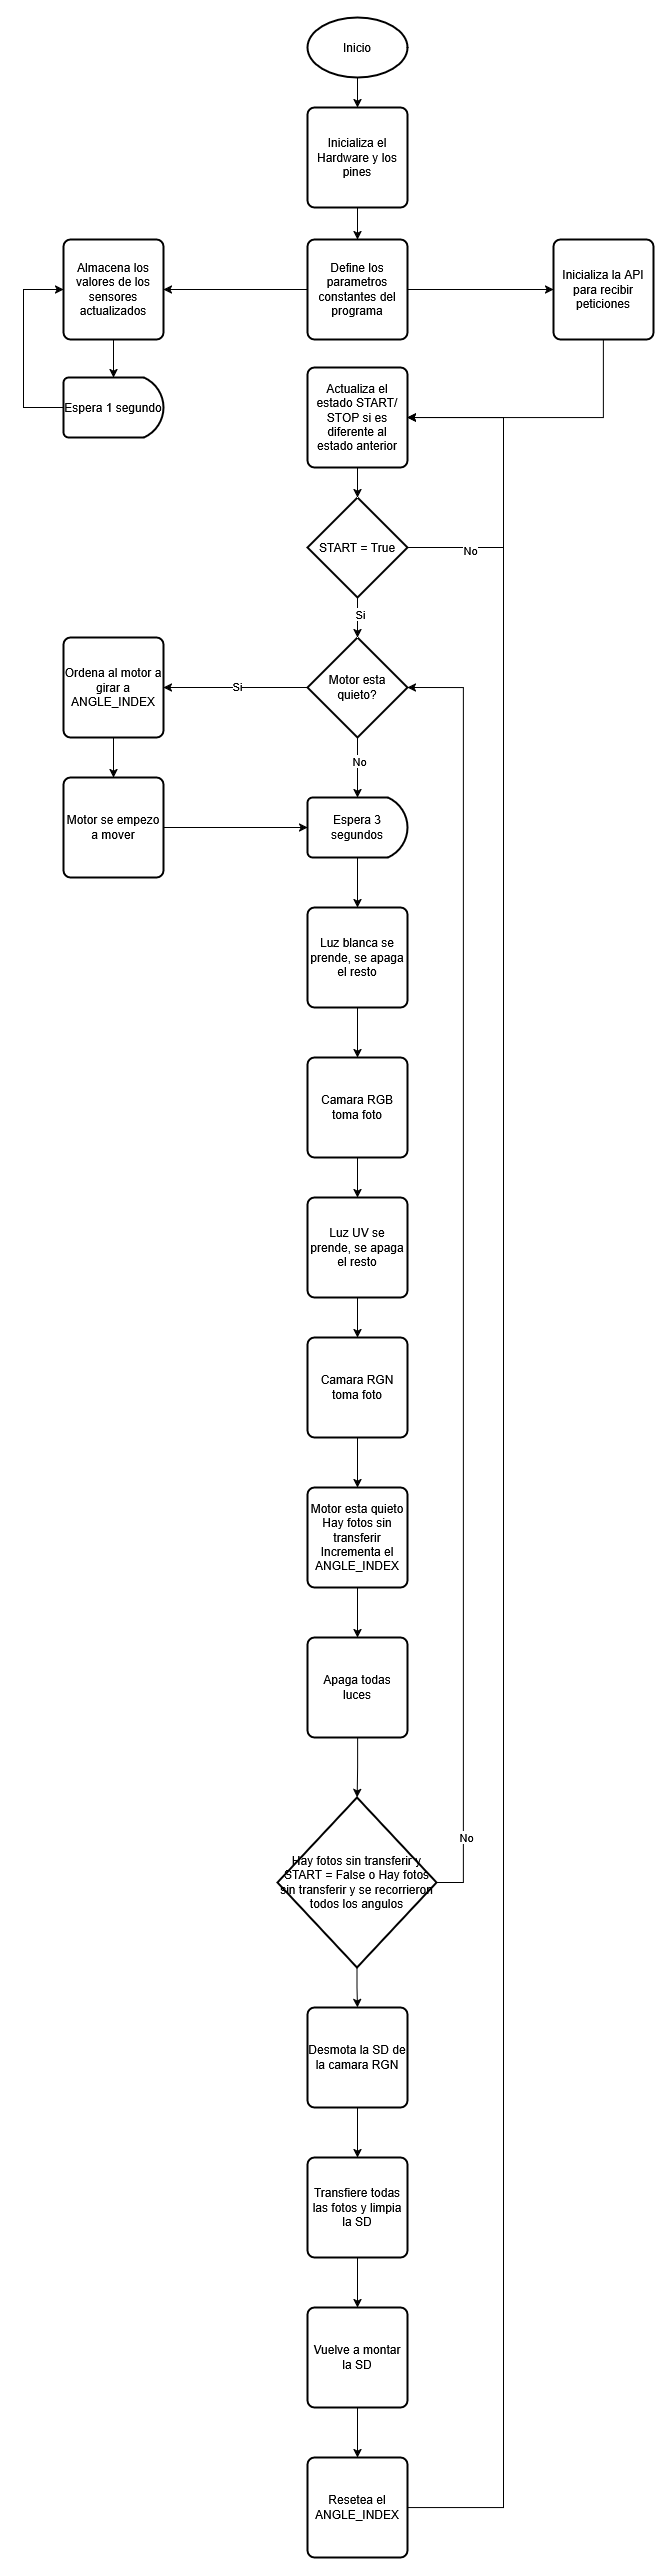 Inicio
Inicializa el
Hardware y los
pines
Almacena los
valores de los
sensores
actualizados
Define los
parametros
constantes del
programa
Inicializa la API
para recibir
peticiones
Espera 1 segundo
Actualiza el
estado START/
STOP si es
diferente al
estado anterior
START = True
No
Si
Ordena al motor a
girar a
ANGLE_INDEX
Si
Motor esta
quieto?
No
Motor se empezo
a mover
Espera 3
segundos
Luz blanca se
prende, se apaga
el resto
Camara RGB
toma foto
Luz UV se
prende, se apaga
el resto
Camara RGN
toma foto
Motor esta quieto
Hay fotos sin
transferir
Incrementa el
ANGLE_INDEX
Apaga todas
luces
No
Hay fotos sin transferir y
START = False o Hay fotos
sin transferir y se recorrieron
todos los angulos
Desmota la SD de
la camara RGN
Transfiere todas
las fotos y limpia
la SD
Vuelve a montar
la SD
Resetea el
ANGLE_INDEX